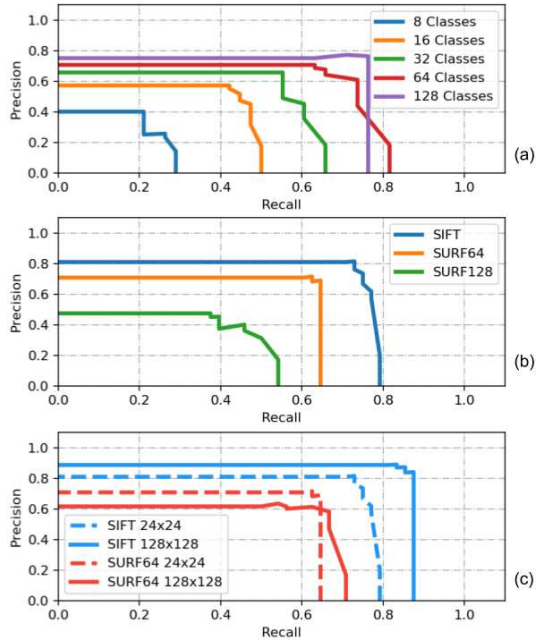 1.0
0.8
0.6
0.4
0.2
0.0
Precision
8 Classes
16 Classes
32 Classes
64 Classes
128 Classes
0.0 0.2 0.4 0.6 0.8 1.0
Recall
(a)
1.0
0.8
0.6
0.4
0.2
0.0
Precision
SIFT
SURF64
SURF128
0.0 0.2 0.4 0.6 0.8 1.0
Recall
(b)
1.0
0.8
0.6
0.4
0.2
0.0
Precision
SIFT 24x24
SIFT 128x128
SURF64 24x24
SURF64 128x128
0.0 0.2 0.4 0.6 0.8 1.0
Recall
(c)